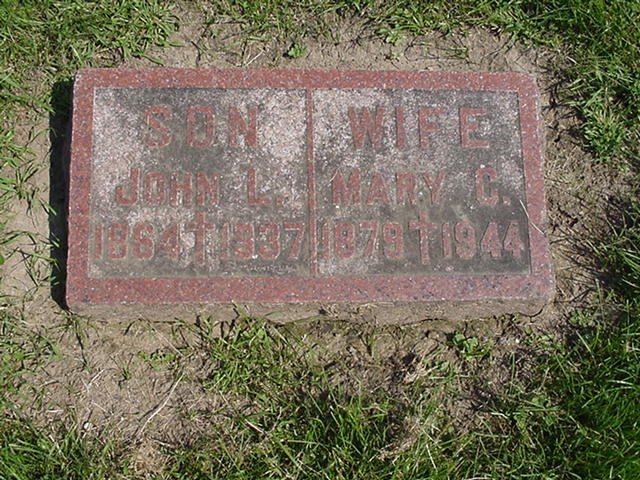 SON
JOHN L.
1864 † 1937
WIFE
MARY C.
1879 † 1944